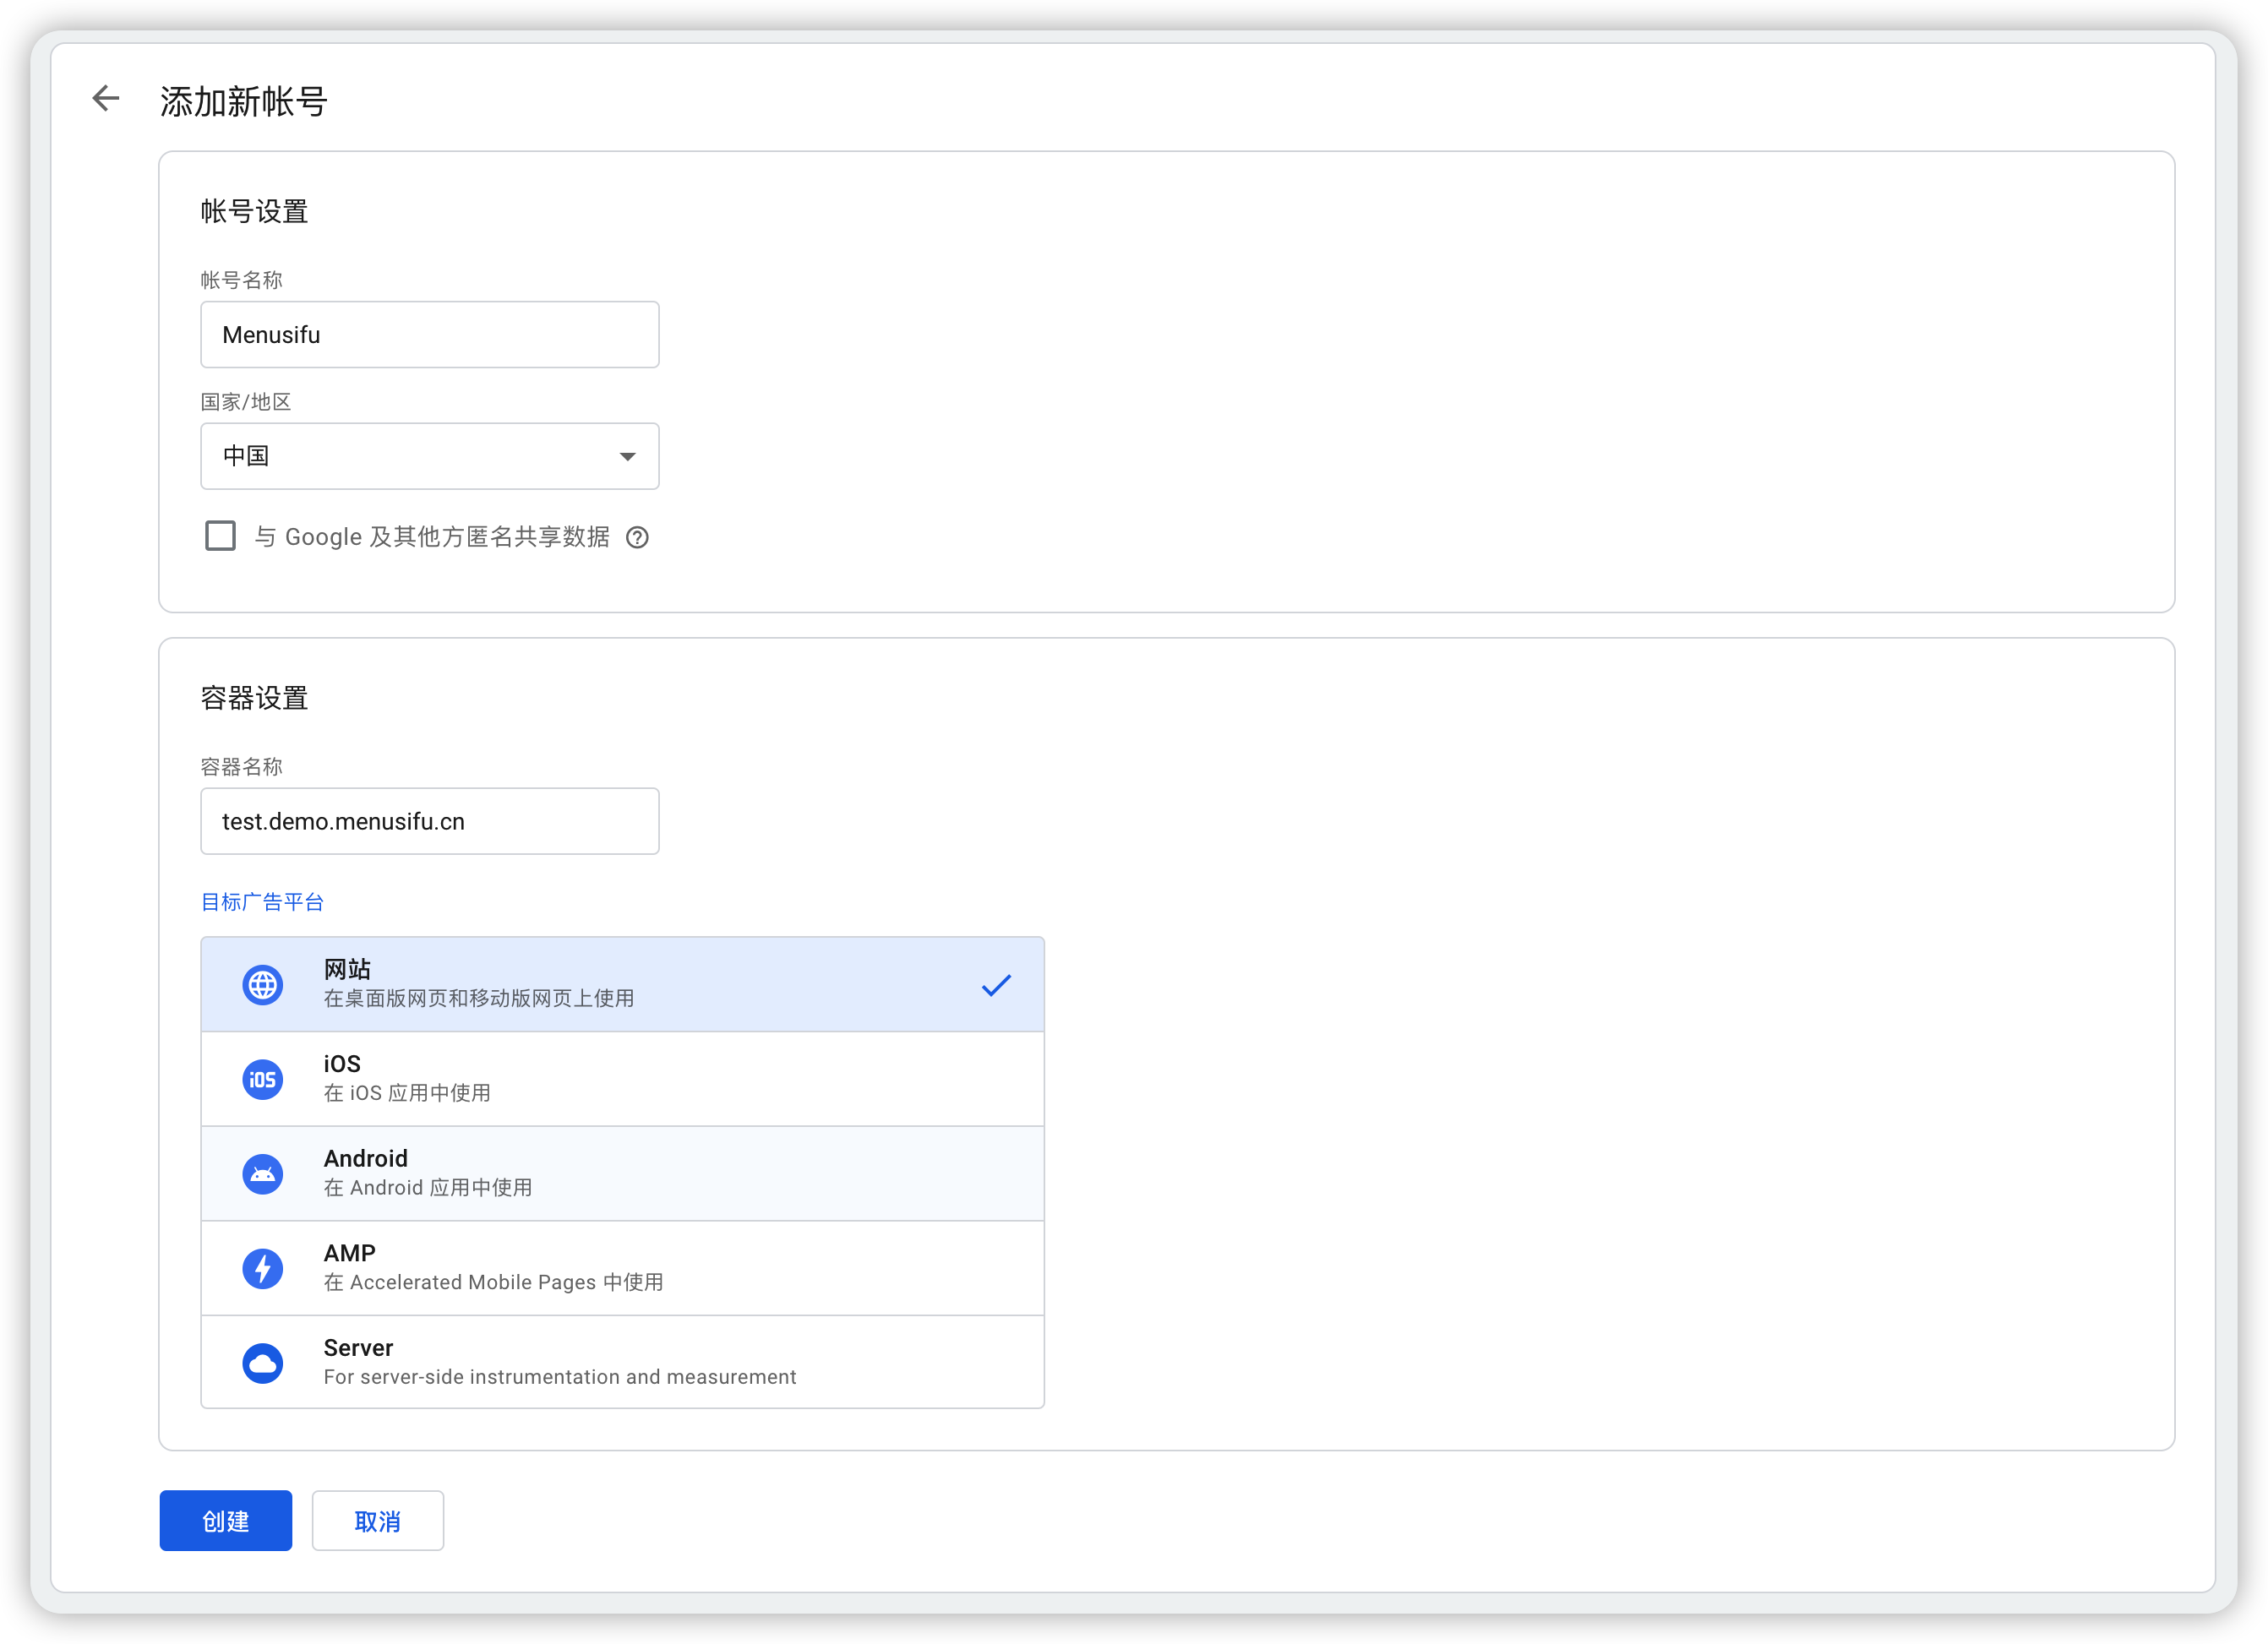 添加新帐号
帐号设置
帐号名称
Menusifu
国家/地区
中国
与 Google 及其他方匿名共享数据
容器设置
容器名称
test.demo.menusifu.cn
目标广告平台
网站
在桌面版网页和移动版网页上使用
iOS
iOS
在 iOS 应用中使用
Android
在 Android 应用中使用
AMP
在 Accelerated Mobile Pages 中使用
Server
For server-side instrumentation and measurement
创建 取消